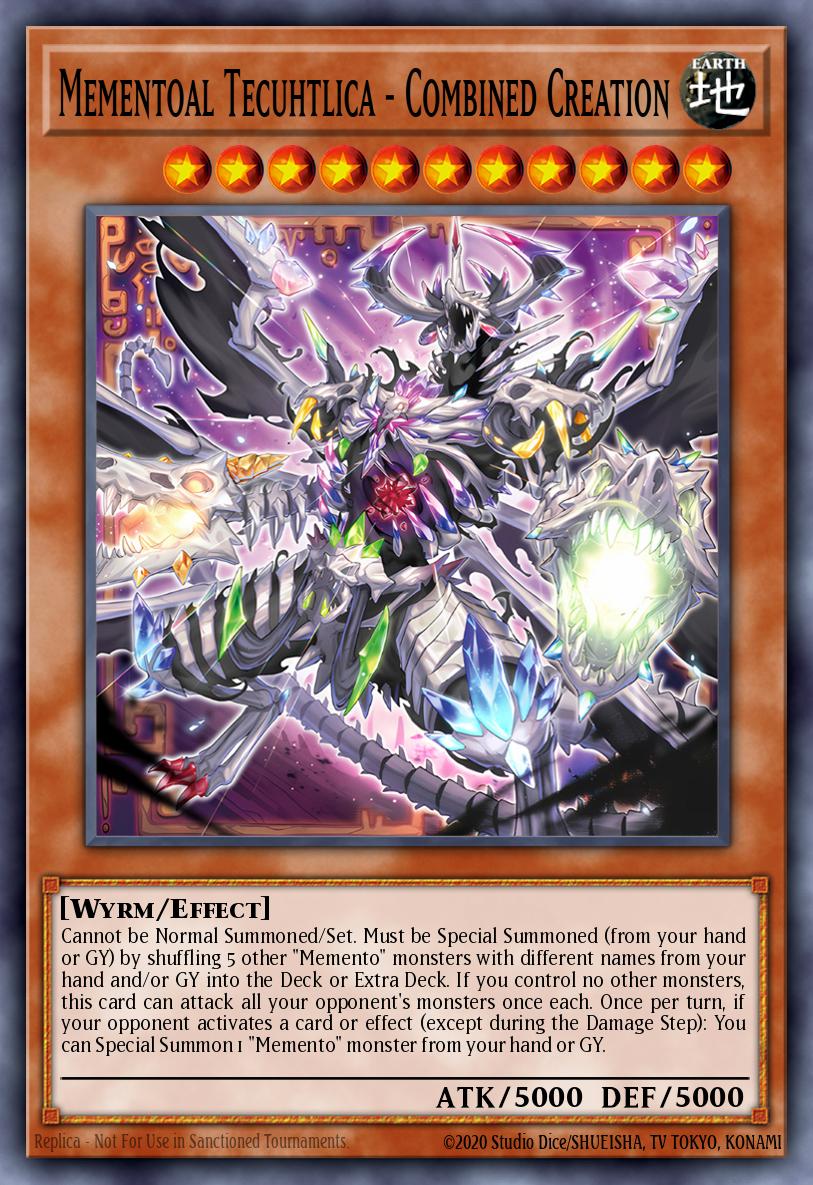 Mementoal Tecuhtlica - Combined Creation
EARTH
地
[Wyrm/Effect]
Cannot be Normal Summoned/Set. Must be Special Summoned (from your hand
or GY) by shuffling 5 other "Memento" monsters with different names from your
hand and/or GY into the Deck or Extra Deck. If you control no other monsters,
this card can attack all your opponent's monsters once each. Once per turn, if
your opponent activates a card or effect (except during the Damage Step): You
can Special Summon 1 "Memento" monster from your hand or GY.
ATK/5000 DEF/5000
Replica - Not For Use in Sanctioned Tournaments.
©2020 Studio Dice/SHUEISHA, TV TOKYO, KONAMI